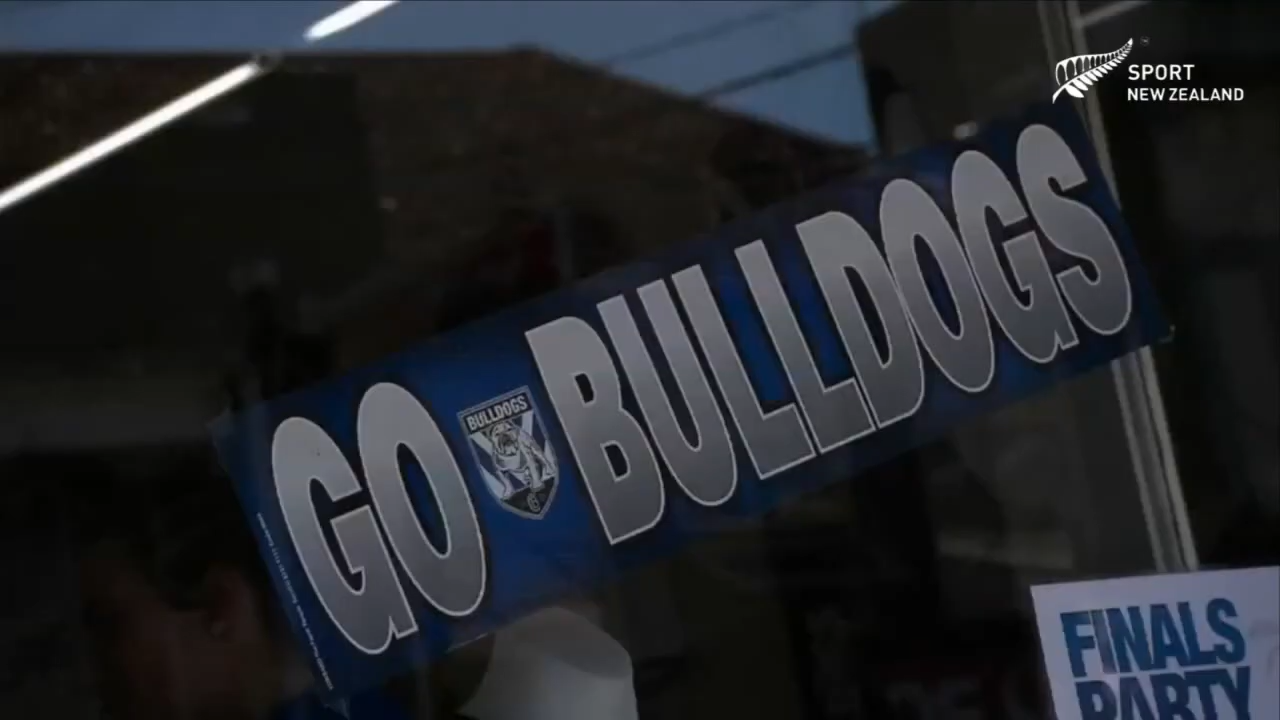 SPORT
NEW ZEALAND
GO BULLDOGS
BULLDOGS
FINALS
PARTY